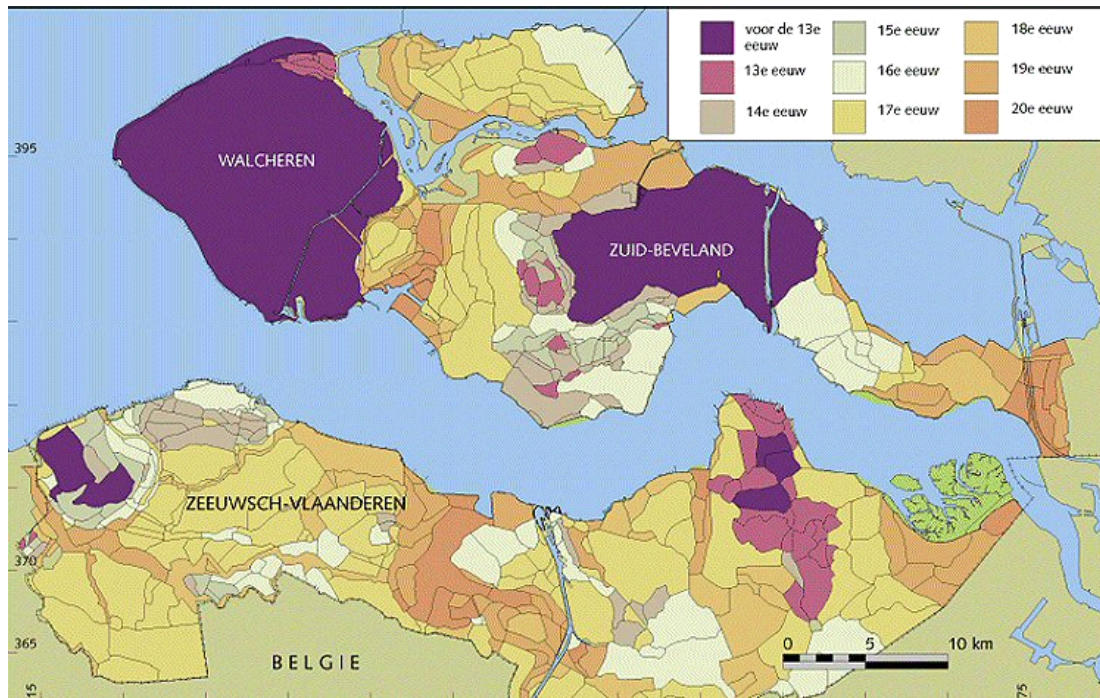 voor de 13e
eeuw
13e eeuw
14e eeuw
15e eeuw
16e eeuw
17e eeuw
18e eeuw
19e eeuw
20e eeuw
395
WALCHEREN
ZUID-BEVELAND
ZEEUWSCH-VLAANDEREN
370
365
BELGIE
0 5 10 km
15
75